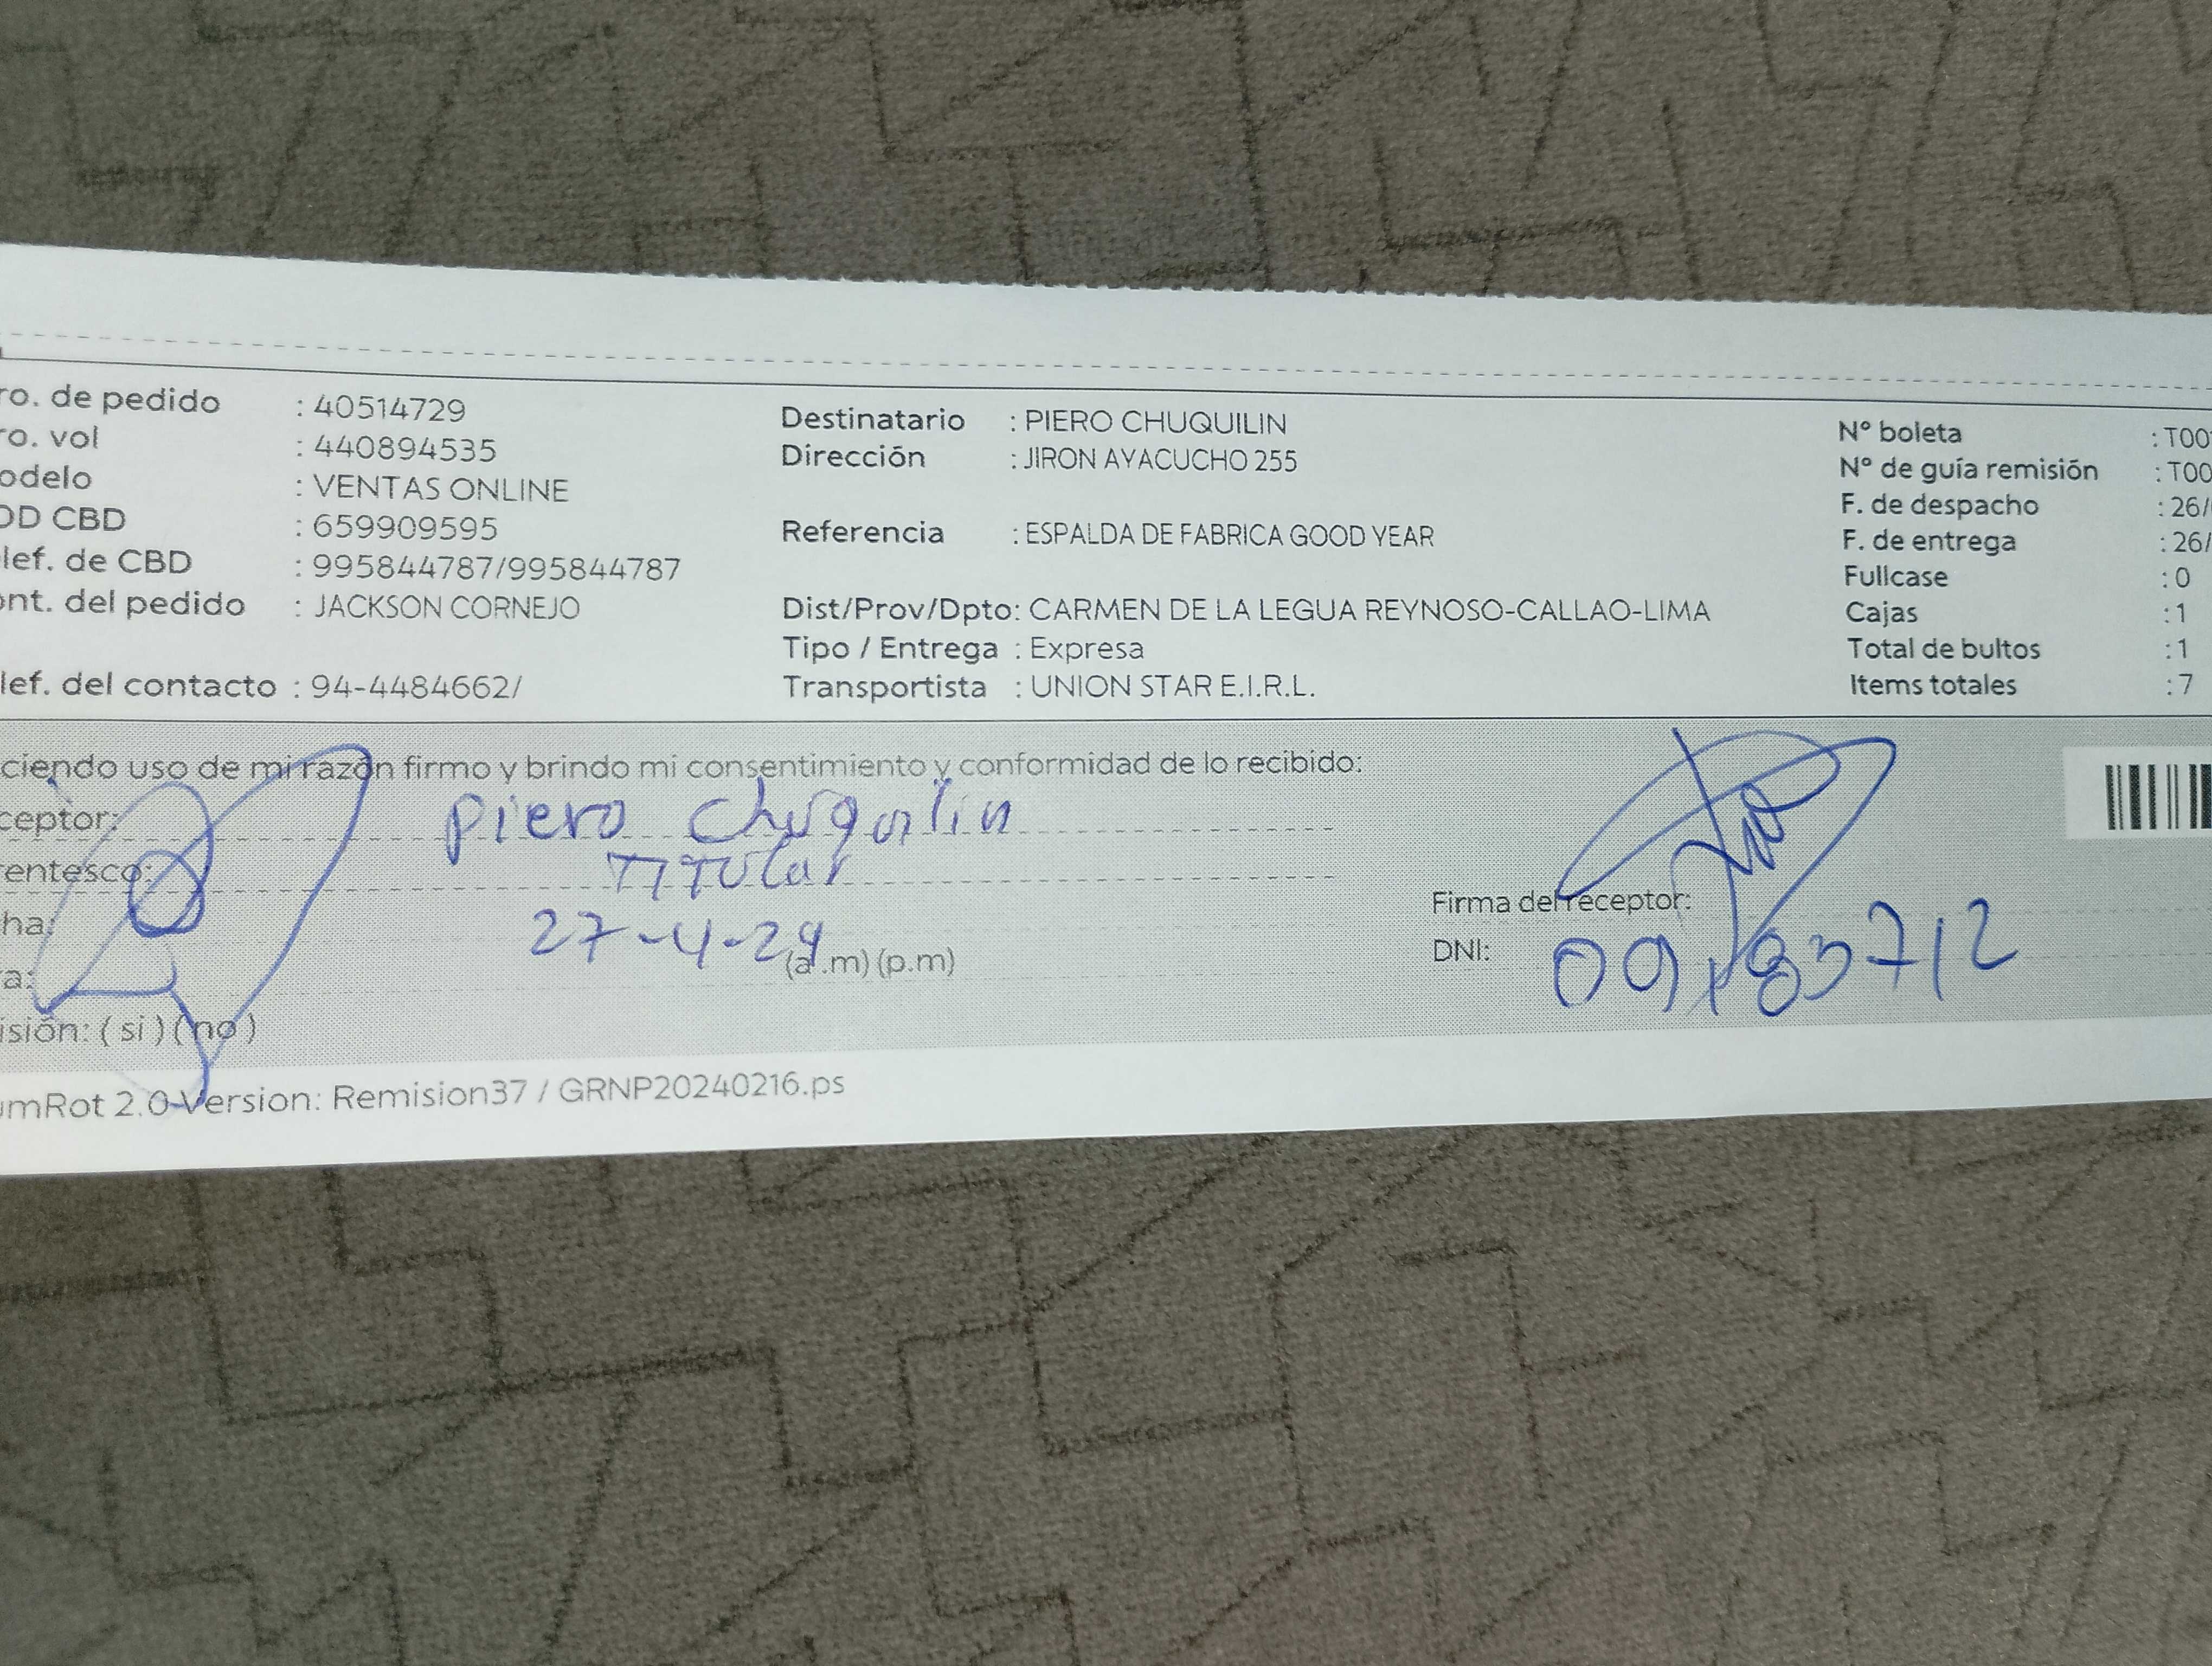 ro. de pedido : 40514729
ro. vol : 440894535
odelo : VENTAS ONLINE
OD CBD : 659909595
lef. de CBD : 995844787/995844787
ont. del pedido : JACKSON CORNEJO
lef. del contacto : 94-4484662/
Destinatario : PIERO CHUQUILIN
Dirección : JIRON AYACUCHO 255
Referencia : ESPALDA DE FABRICA GOOD YEAR
Dist/Prov/Dpto: CARMEN DE LA LEGUA REYNOSO-CALLAO-LIMA
Tipo / Entrega : Expresa
Transportista : UNION STAR E.I.R.L.
N° boleta : T00
N° de guía remisión : T00
F. de despacho : 26/
F. de entrega : 26/
Fullcase : 0
Cajas : 1
Total de bultos : 1
Items totales : 7
ciendo uso de mi razón firmo y brindo mi consentimiento y conformidad de lo recibido:
ceptor: Piero Chuquilin
rentesco: TITULar
ha: 27-4-24
a: (a.m) (p.m)
isión: ( si ) ( no )
Firma del receptor:
DNI:
umRot 2.0-Version: Remision37 / GRNP20240216.ps